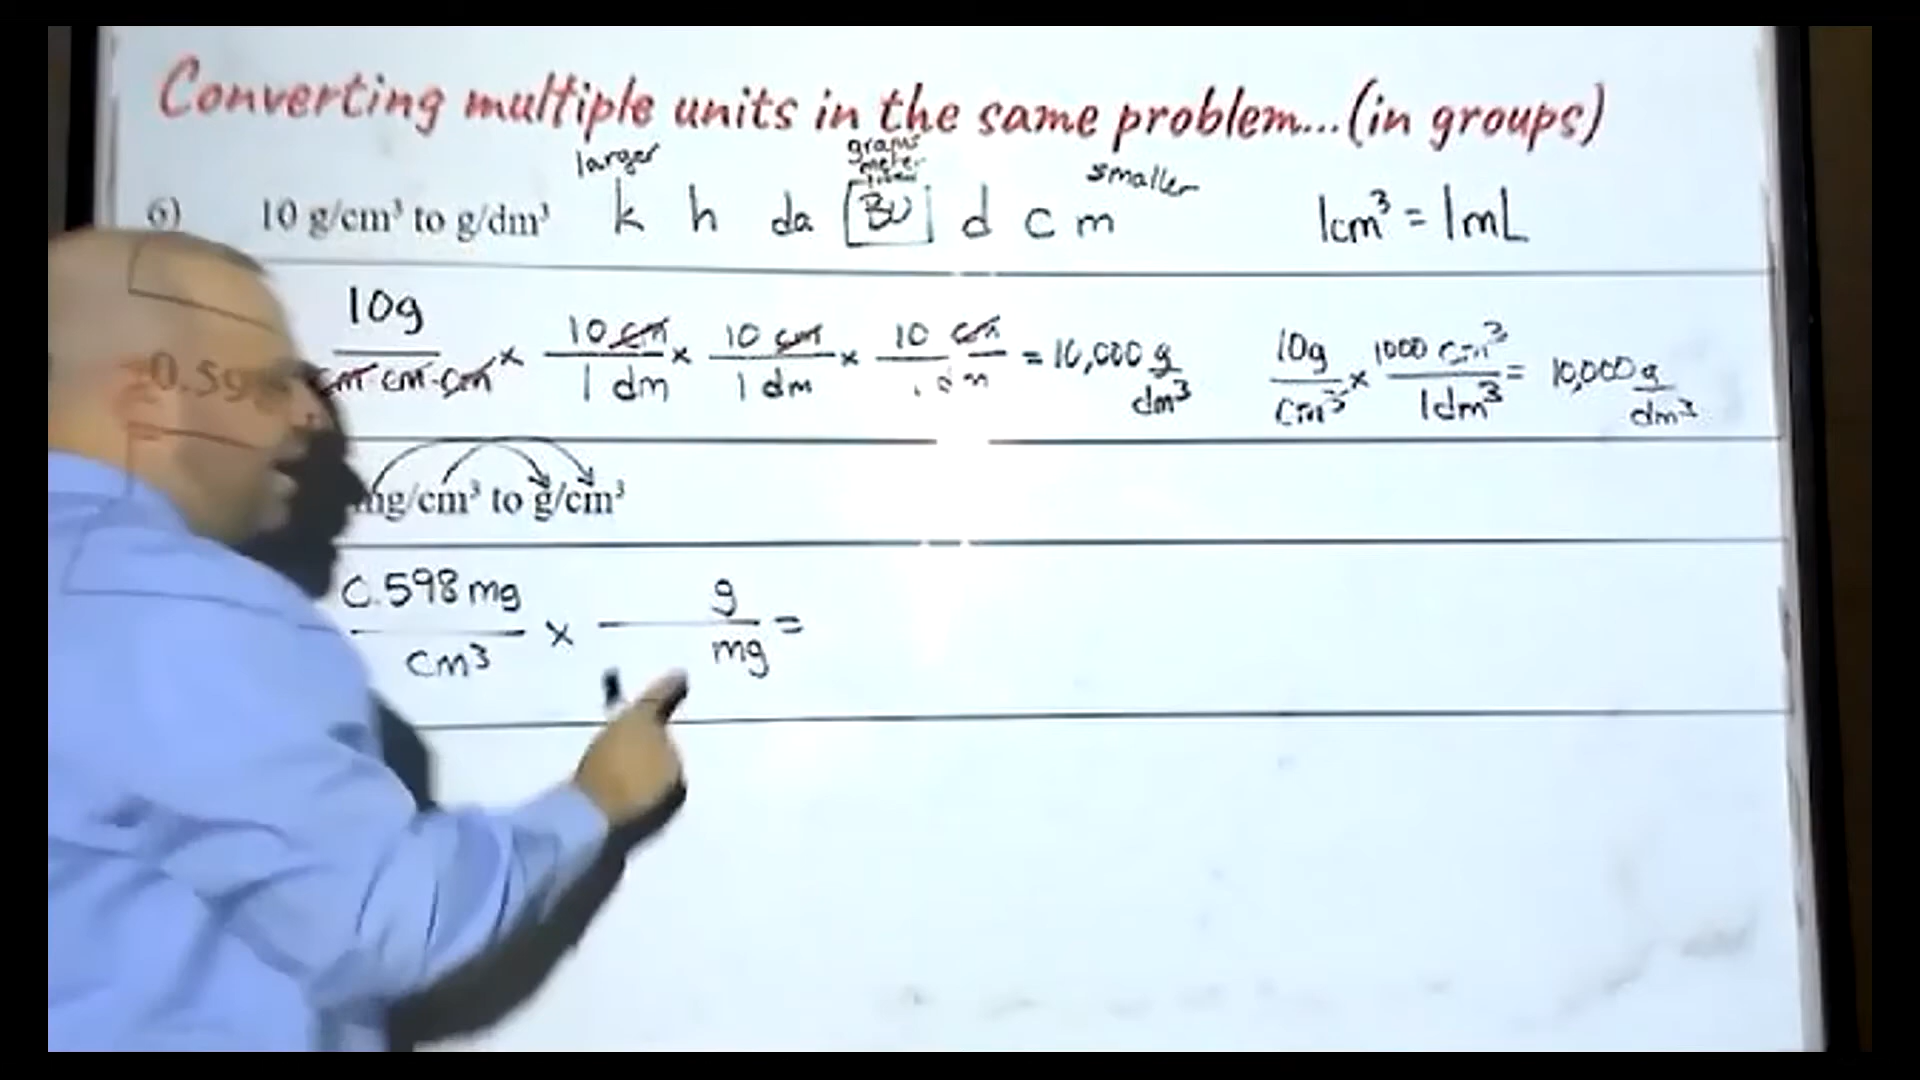 Converting multiple units in the same problem...(in groups)
larger grams meter liter smaller
6) 10 g/cm³ to g/dm³ k h da BU d c m 1cm³ = 1mL
10g / cm·cm·cm × 10 cm / 1 dm × 10 cm / 1 dm × 10 cm / 1 dm = 10,000 g / dm³ 10g / cm³ × 1000 cm³ / 1dm³ = 10,000 g / dm³
0.598 mg/cm³ to g/cm³
0.598 mg / cm³ × g / mg =